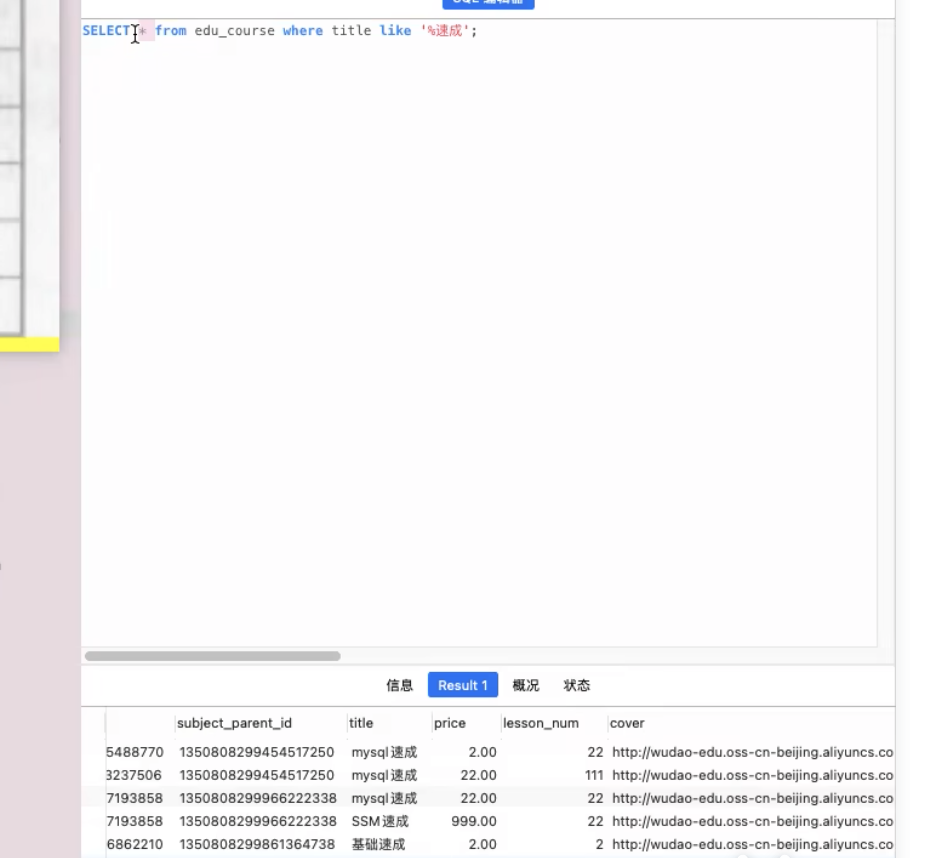 SQL 编辑器
SELECT * from edu_course where title like '%速成';
信息 Result 1 概况 状态
subject_parent_id title price lesson_num cover
5488770 1350808299454517250 mysql速成 2.00 22 http://wudao-edu.oss-cn-beijing.aliyuncs.co
3237506 1350808299454517250 mysql速成 22.00 111 http://wudao-edu.oss-cn-beijing.aliyuncs.co
7193858 1350808299966222338 mysql速成 22.00 22 http://wudao-edu.oss-cn-beijing.aliyuncs.co
7193858 1350808299966222338 SSM速成 999.00 22 http://wudao-edu.oss-cn-beijing.aliyuncs.co
6862210 1350808299861364738 基础速成 2.00 2 http://wudao-edu.oss-cn-beijing.aliyuncs.co